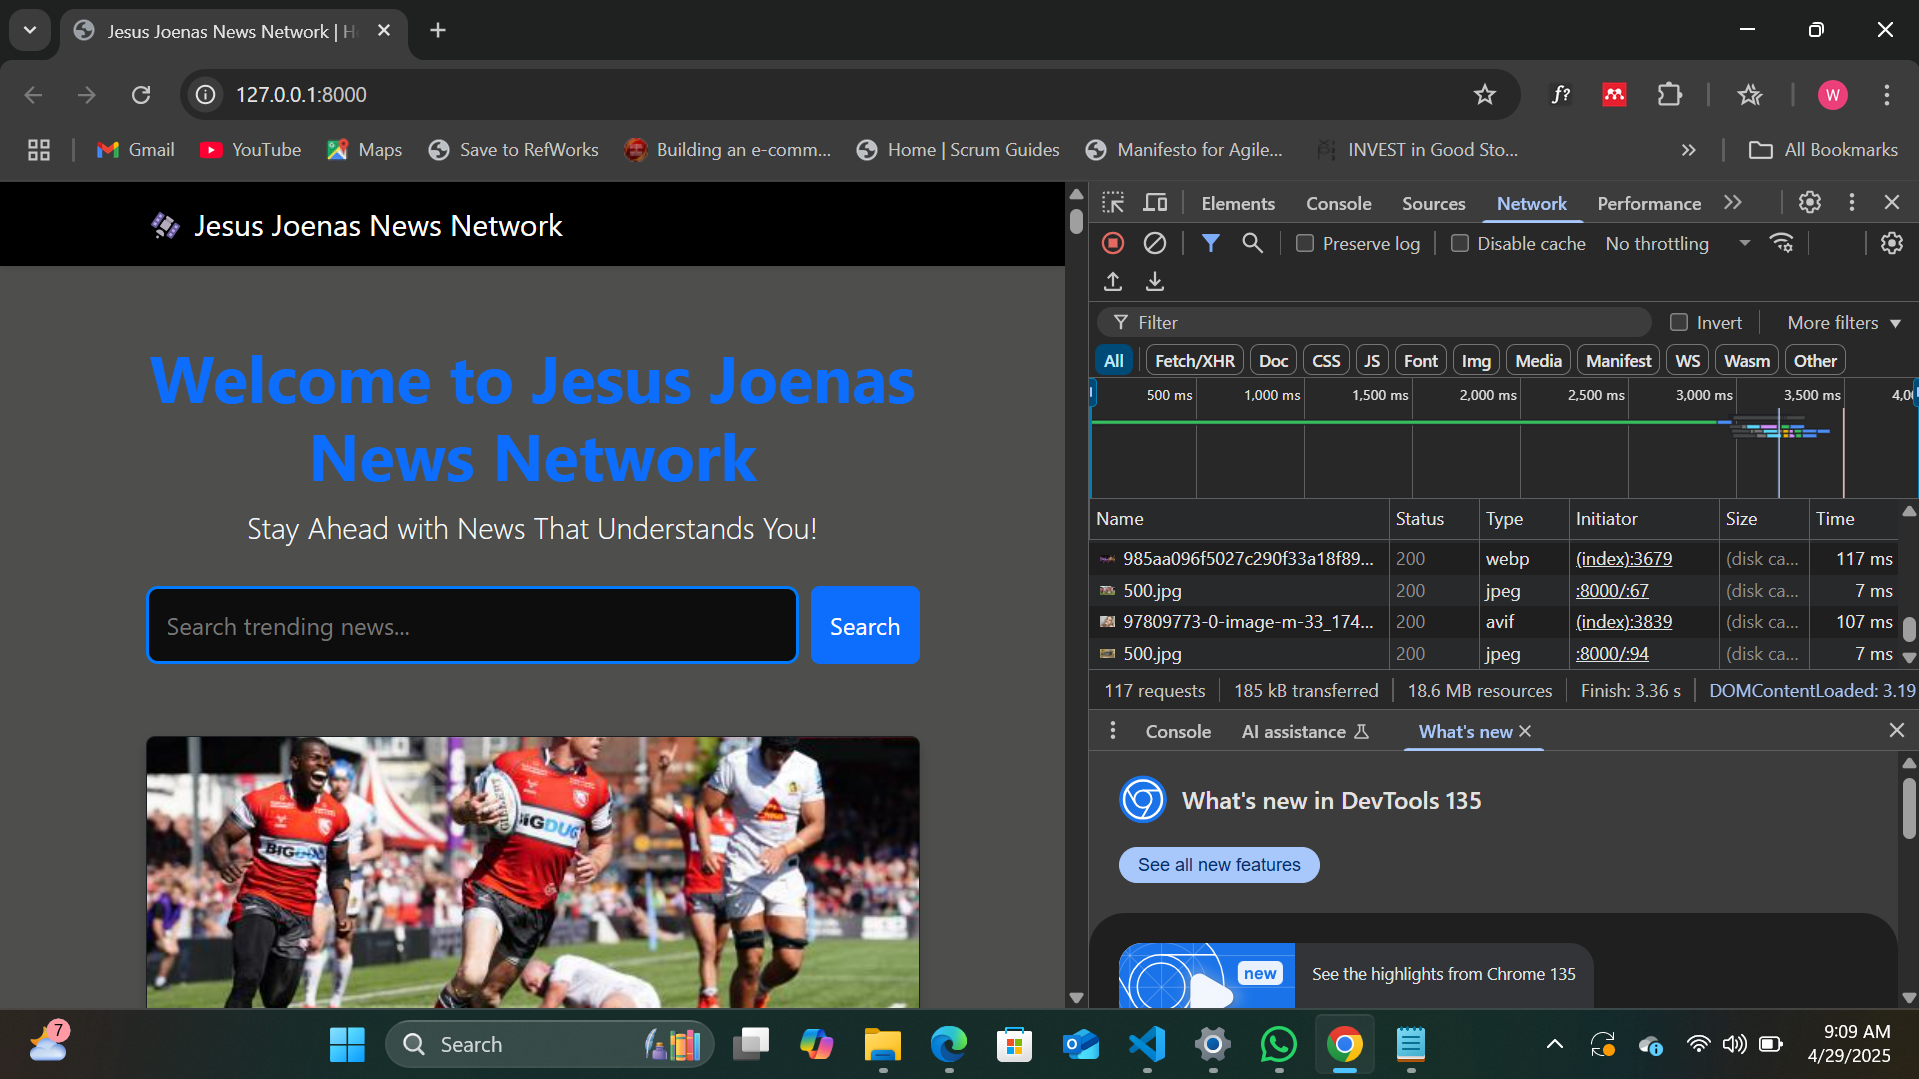 Jesus Joenas News Network | H
127.0.0.1:8000
f?
W
Gmail
YouTube
Maps
Save to RefWorks
Building an e-comm...
Home | Scrum Guides
Manifesto for Agile...
INVEST in Good Sto...
All Bookmarks
Jesus Joenas News Network
Welcome to Jesus Joenas
News Network
Stay Ahead with News That Understands You!
Search trending news...
Search
BIGDUG
BIGDUG
Elements Console Sources Network Performance
Preserve log Disable cache No throttling
Filter Invert More filters
All Fetch/XHR Doc CSS JS Font Img Media Manifest WS Wasm Other
500 ms 1,000 ms 1,500 ms 2,000 ms 2,500 ms 3,000 ms 3,500 ms 4,0
Name Status Type Initiator Size Time
985aa096f5027c290f33a18f89... 200 webp (index):3679 (disk ca... 117 ms
500.jpg 200 jpeg :8000/:67 (disk ca... 7 ms
97809773-0-image-m-33_174... 200 avif (index):3839 (disk ca... 107 ms
500.jpg 200 jpeg :8000/:94 (disk ca... 7 ms
117 requests 185 kB transferred 18.6 MB resources Finish: 3.36 s DOMContentLoaded: 3.19
Console AI assistance What's new
What's new in DevTools 135
See all new features
new
See the highlights from Chrome 135
7
Search
9:09 AM
4/29/2025